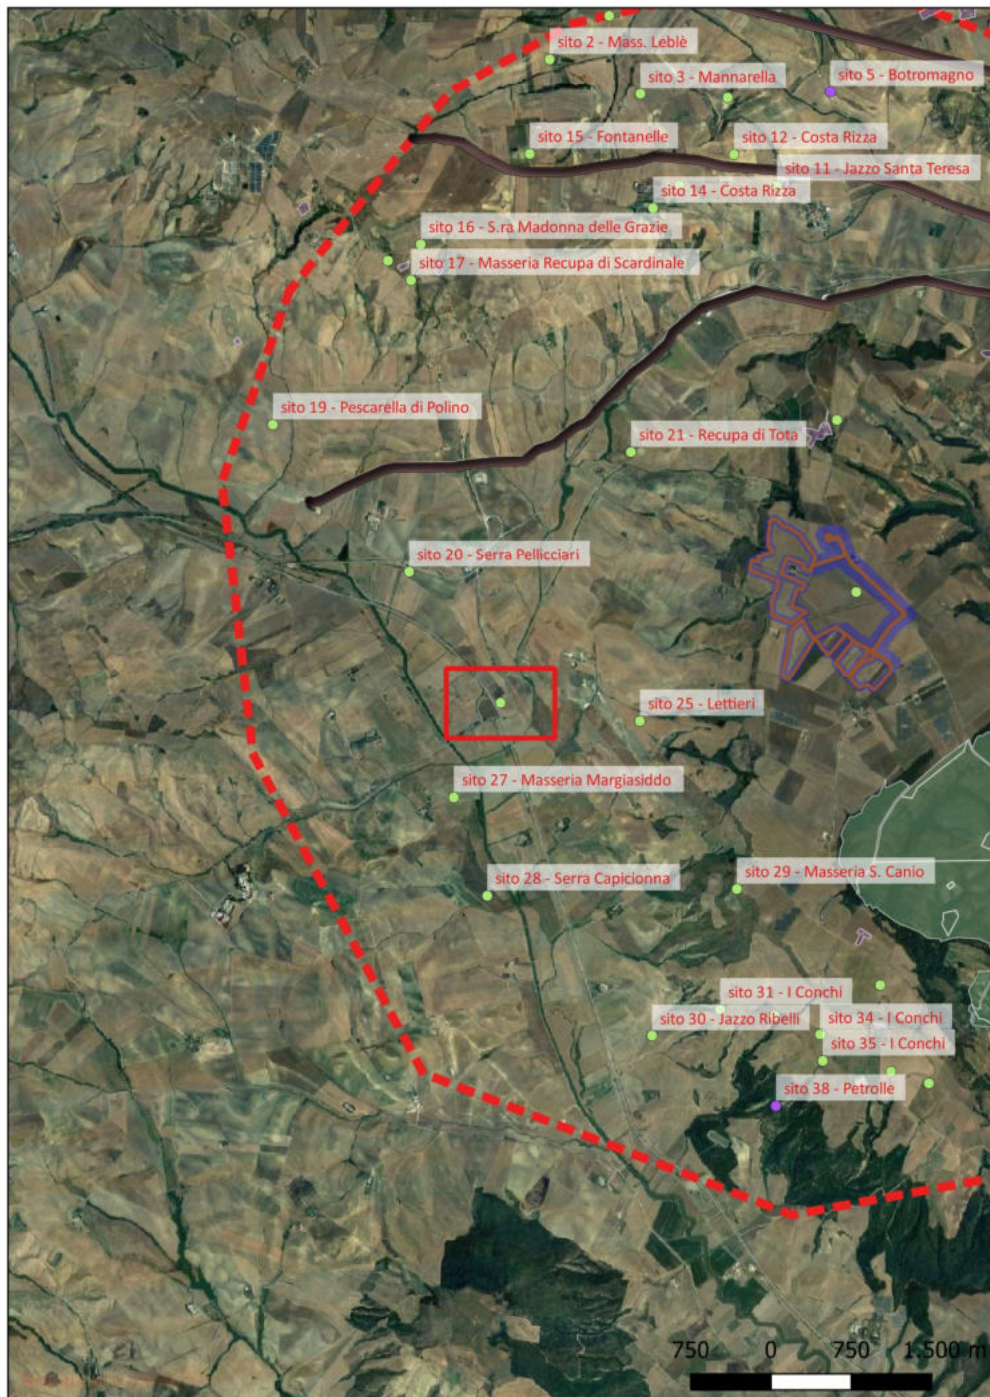 sito 2 - Mass. Leblè
sito 3 - Mannarella
sito 5 - Botromagno
sito 15 - Fontanelle
sito 12 - Costa Rizza
sito 11 - Jazzo Santa Teresa
sito 14 - Costa Rizza
sito 16 - S.ra Madonna delle Grazie
sito 17 - Masseria Recupa di Scardinale
sito 19 - Pescarella di Polino
sito 21 - Recupa di Tota
sito 20 - Serra Pellicciari
sito 25 - Lettieri
sito 27 - Masseria Margiasiddo
sito 28 - Serra Capicionna
sito 29 - Masseria S. Canio
sito 31 - I Conchi
sito 30 - Jazzo Ribelli
sito 34 - I Conchi
sito 35 - I Conchi
sito 38 - Petrolle
750 0 750 1.500 m